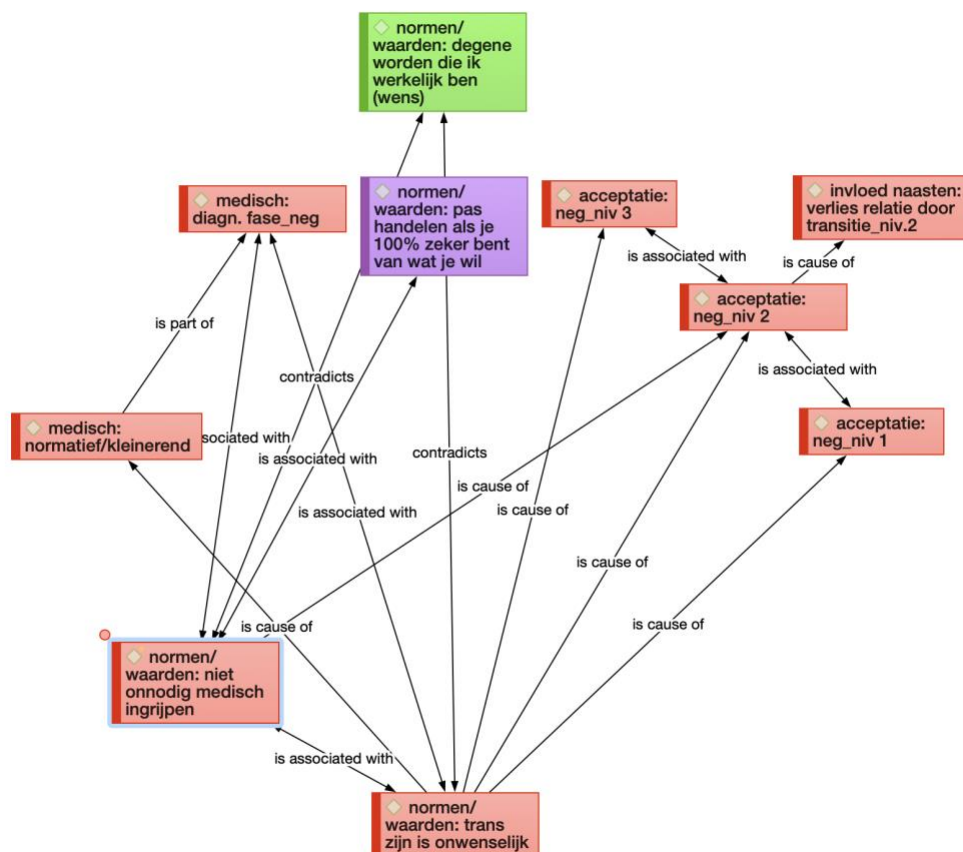 normen/
waarden: degene
worden die ik
werkelijk ben
(wens)
medisch:
diagn. fase_neg
normen/
waarden: pas
handelen als je
100% zeker bent
van wat je wil
acceptatie:
neg_niv 3
invloed naasten:
verlies relatie door
transitie_niv.2
is associated with
is cause of
acceptatie:
neg_niv 2
is part of
is associated with
contradicts
medisch:
normatief/kleinerend
sociated with
is associated with
contradicts
acceptatie:
neg_niv 1
is cause of
is associated with
is cause of
is cause of
is cause of
is cause of
normen/
waarden: niet
onnodig medisch
ingrijpen
is associated with
normen/
waarden: trans
zijn is onwenselijk